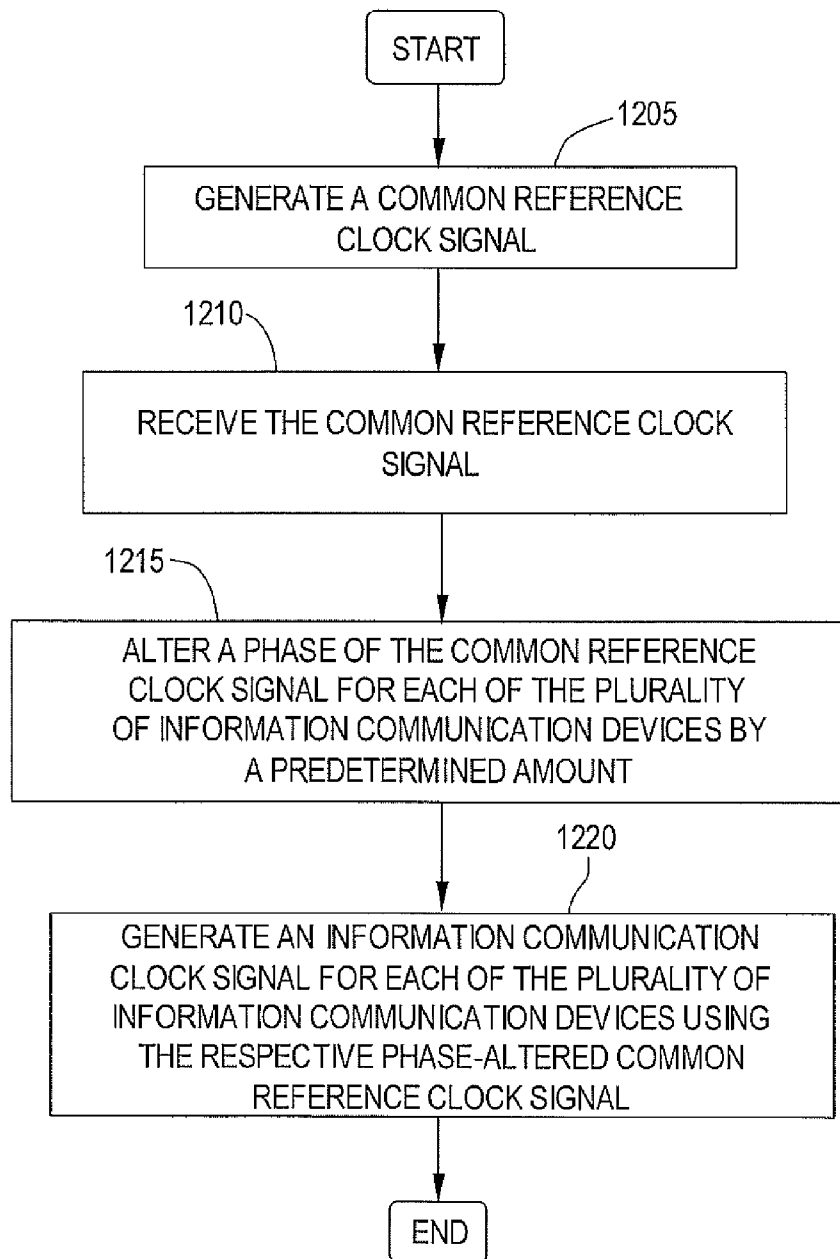 START
1205
GENERATE A COMMON REFERENCE
CLOCK SIGNAL
1210
RECEIVE THE COMMON REFERENCE CLOCK
SIGNAL
1215
ALTER A PHASE OF THE COMMON REFERENCE
CLOCK SIGNAL FOR EACH OF THE PLURALITY
OF INFORMATION COMMUNICATION DEVICES BY
A PREDETERMINED AMOUNT
1220
GENERATE AN INFORMATION COMMUNICATION
CLOCK SIGNAL FOR EACH OF THE PLURALITY OF
INFORMATION COMMUNICATION DEVICES USING
THE RESPECTIVE PHASE-ALTERED COMMON
REFERENCE CLOCK SIGNAL
END